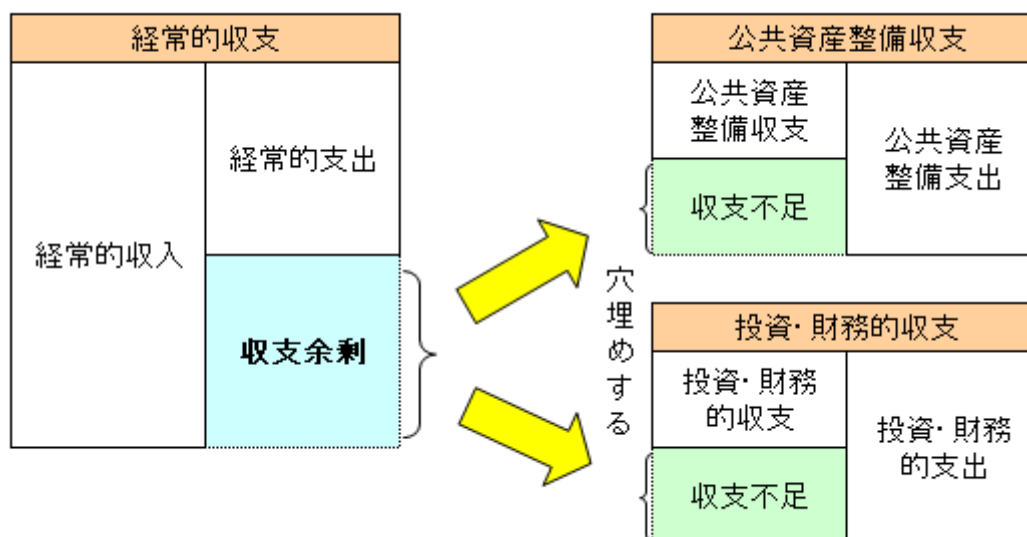 経常的収支
経常的収入
経常的支出
収支余剰
穴埋めする
公共資産整備収支
公共資産
整備収支
収支不足
公共資産
整備支出
投資・財務的収支
投資・財務
的収支
収支不足
投資・財務
的支出